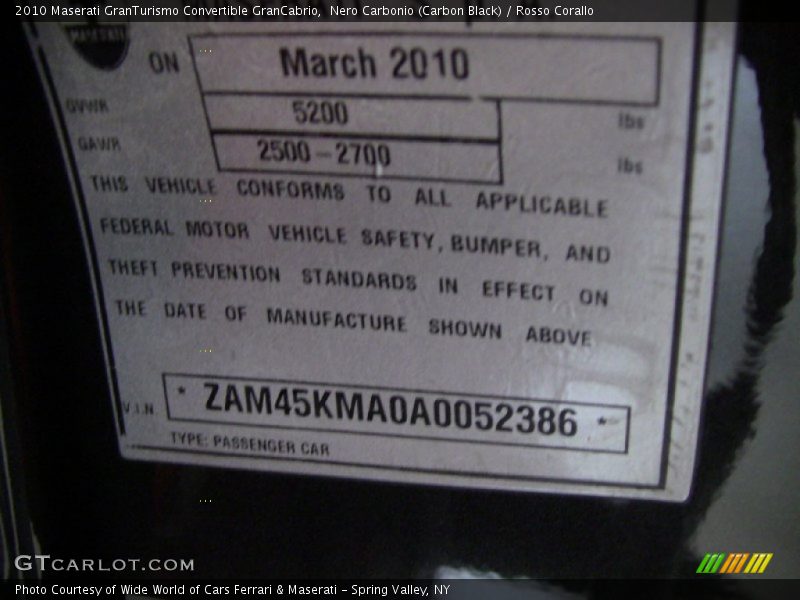 2010 Maserati GranTurismo Convertible GranCabrio,  Nero Carbonio (Carbon Black) / Rosso Corallo
MASERATI
ON March 2010
GVWR 5200 lbs
GAWR 2500-2700 lbs
THIS VEHICLE CONFORMS TO ALL APPLICABLE
FEDERAL MOTOR VEHICLE SAFETY, BUMPER, AND
THEFT PREVENTION STANDARDS IN EFFECT ON
THE DATE OF MANUFACTURE SHOWN ABOVE
V.I.N. * ZAM45KMA0A0052386 *
TYPE: PASSENGER CAR
GTCARLOT.COM
Photo Courtesy of Wide World of Cars Ferrari & Maserati - Spring Valley, NY